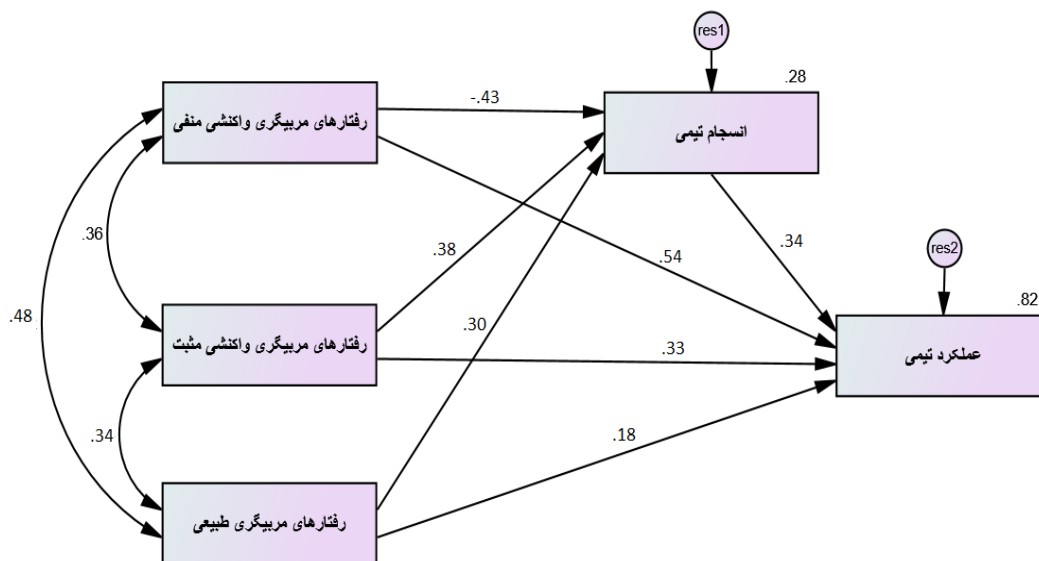 res1
.28
رفتارهای مربیگری واکنشی منفی
-.43
انسجام تیمی
.36
.38
.54
.34
res2
.48
.30
.82
رفتارهای مربیگری واکنشی مثبت
.33
عملکرد تیمی
.34
.18
رفتارهای مربیگری طبیعی